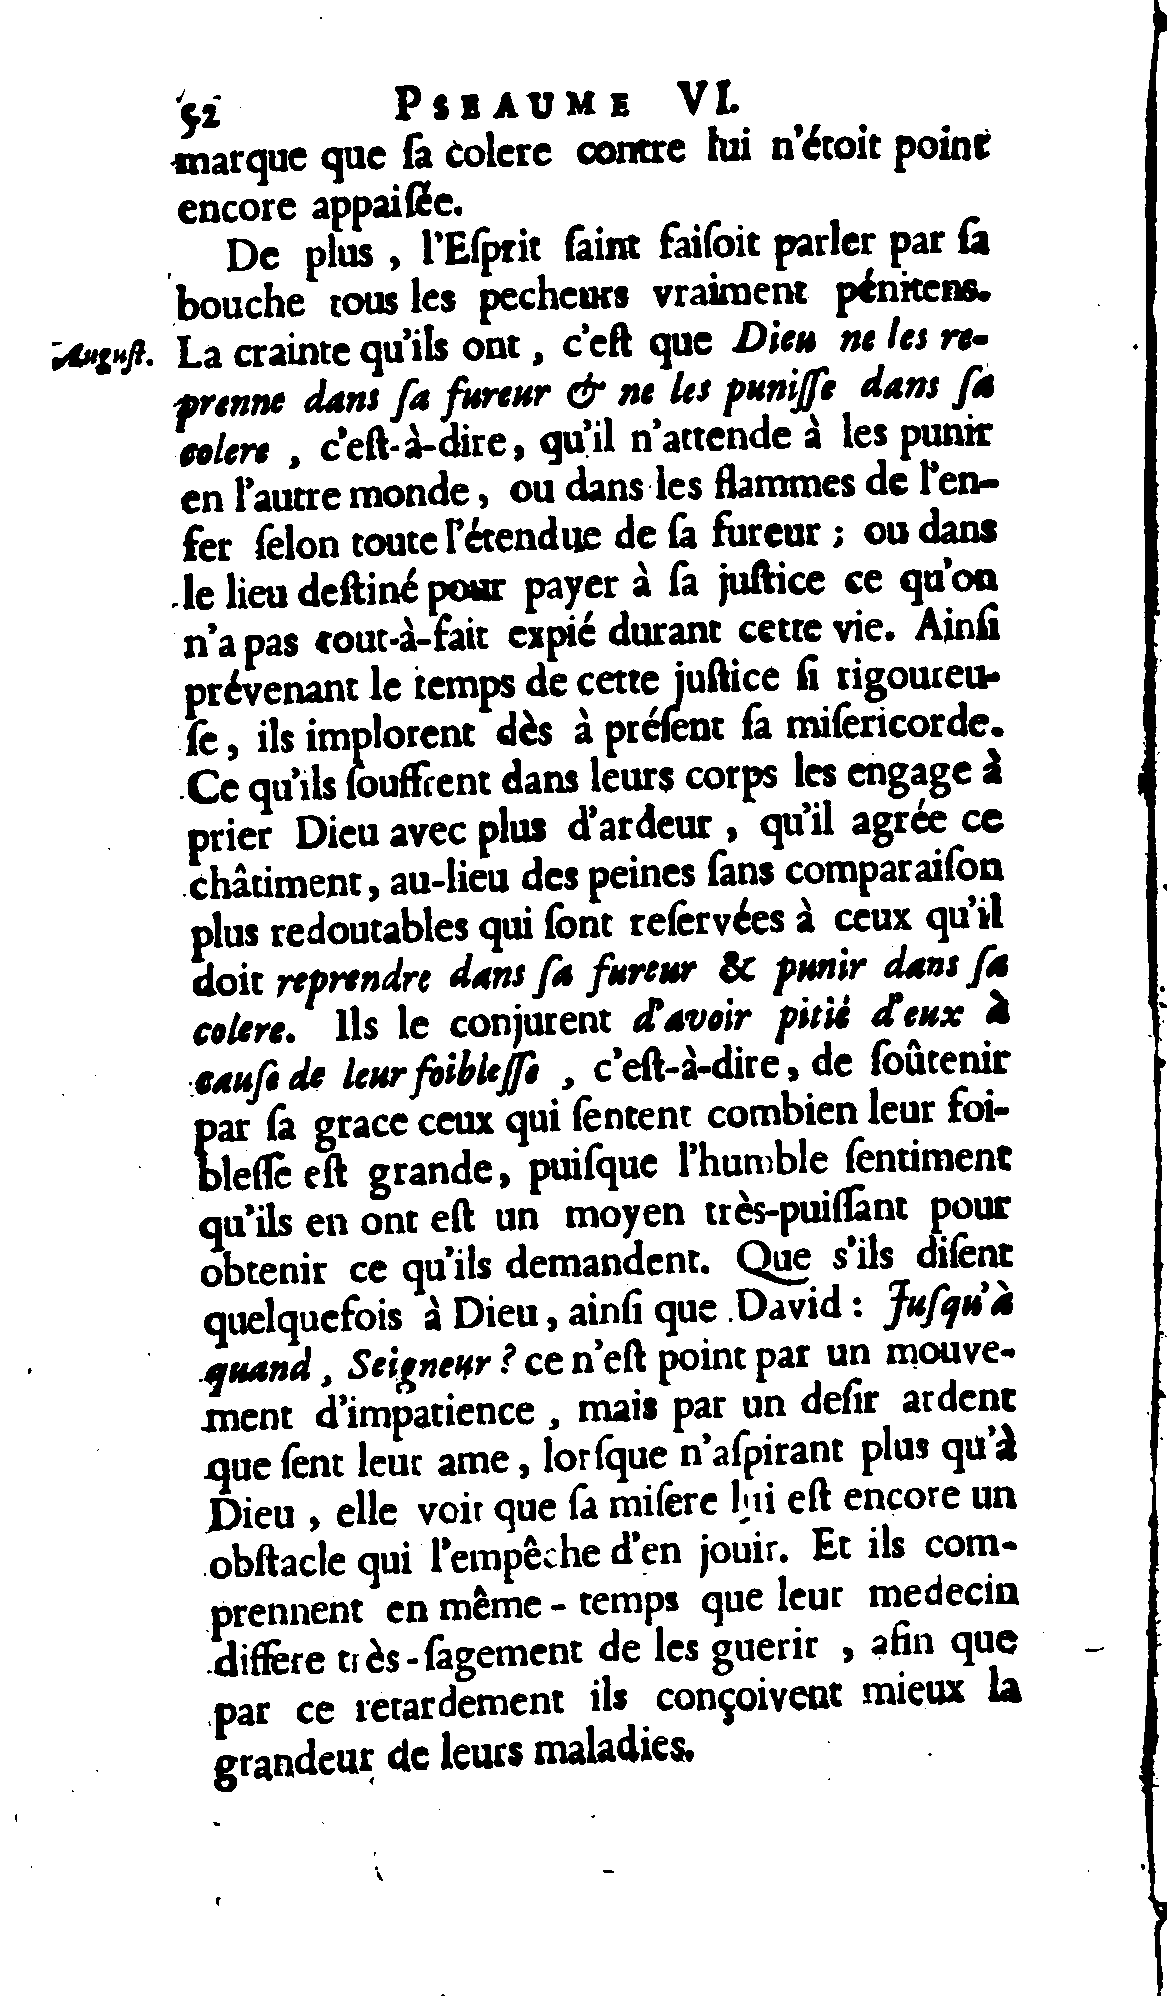 52 PSEAUME VI.
marque que ſa colere contre lui n'étoit point
encore appaiſée.
De plus, l'Eſprit ſaint faiſoit parler par ſa
bouche tous les pecheurs vraiment pénitens.
Auguſt. La crainte qu'ils ont, c'eſt que Dieu ne les re-
prenne dans ſa fureur & ne les puniſſe dans ſa
colere, c'eſt-à-dire, qu'il n'attende à les punir
en l'autre monde, ou dans les flammes de l'en-
fer ſelon toute l'étendue de ſa fureur ; ou dans
le lieu deſtiné pour payer à ſa juſtice ce qu'on
n'a pas tout-à-fait expié durant cette vie. Ainſi
prévenant le temps de cette juſtice ſi rigoureu-
ſe, ils implorent dès à préſent ſa miſericorde.
Ce qu'ils ſouffrent dans leurs corps les engage à
prier Dieu avec plus d'ardeur, qu'il agrée ce
châtiment, au-lieu des peines ſans comparaiſon
plus redoutables qui ſont reſervées à ceux qu'il
doit reprendre dans ſa fureur & punir dans ſa
colere. Ils le conjurent d'avoir pitié d'eux à
cauſe de leur foibleſſe, c'eſt-à-dire, de ſoûtenir
par ſa grace ceux qui ſentent combien leur foi-
bleſſe eſt grande, puiſque l'humble ſentiment
qu'ils en ont eſt un moyen très-puiſſant pour
obtenir ce qu'ils demandent. Que s'ils diſent
quelquefois à Dieu, ainſi que David : Juſqu'à
quand, Seigneur ? ce n'eſt point par un mouve-
ment d'impatience, mais par un deſir ardent
que ſent leur ame, lorſque n'aſpirant plus qu'à
Dieu, elle voit que ſa miſere lui eſt encore un
obſtacle qui l'empêche d'en jouir. Et ils com-
prennent en même-temps que leur medecin
differe très-ſagement de les guerir, afin que
par ce retardement ils conçoivent mieux la
grandeur de leurs maladies.